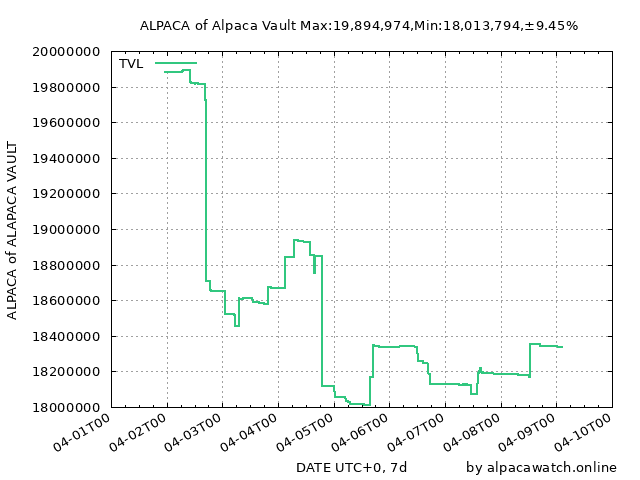 ALPACA of Alpaca Vault Max:19,894,974,Min:18,013,794,±9.45%
TVL
ALPACA of ALAPACA VAULT
20000000
19800000
19600000
19400000
19200000
19000000
18800000
18600000
18400000
18200000
18000000
04-01T00
04-02T00
04-03T00
04-04T00
04-05T00
04-06T00
04-07T00
04-08T00
04-09T00
04-10T00
DATE UTC+0, 7d
by alpacawatch.online